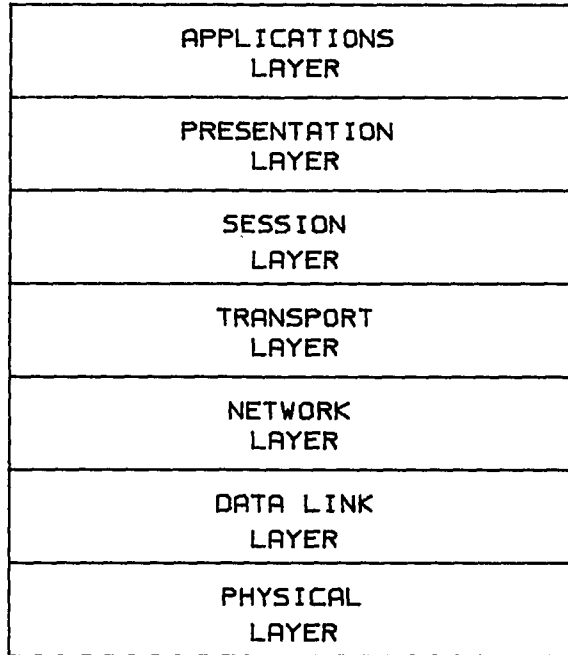 APPLICATIONS
LAYER
PRESENTATION
LAYER
SESSION
LAYER
TRANSPORT
LAYER
NETWORK
LAYER
DATA LINK
LAYER
PHYSICAL
LAYER